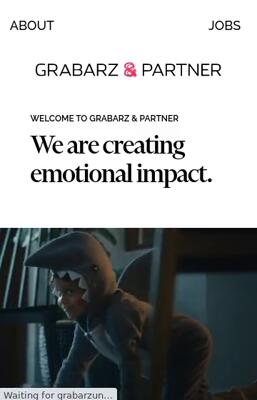 ABOUT
JOBS
GRABARZ & PARTNER
WELCOME TO GRABARZ & PARTNER
We are creating
emotional impact.
Waiting for grabarzun...